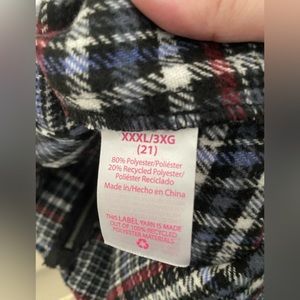 XXXL/3XG
(21)
80% Polyester/Poliéster
20% Recycled Polyester/
Poliéster Reciclado
Made in/Hecho en China
THIS LABEL YARN IS MADE
OUT OF 100% RECYCLED
POLYESTER MATERIALS